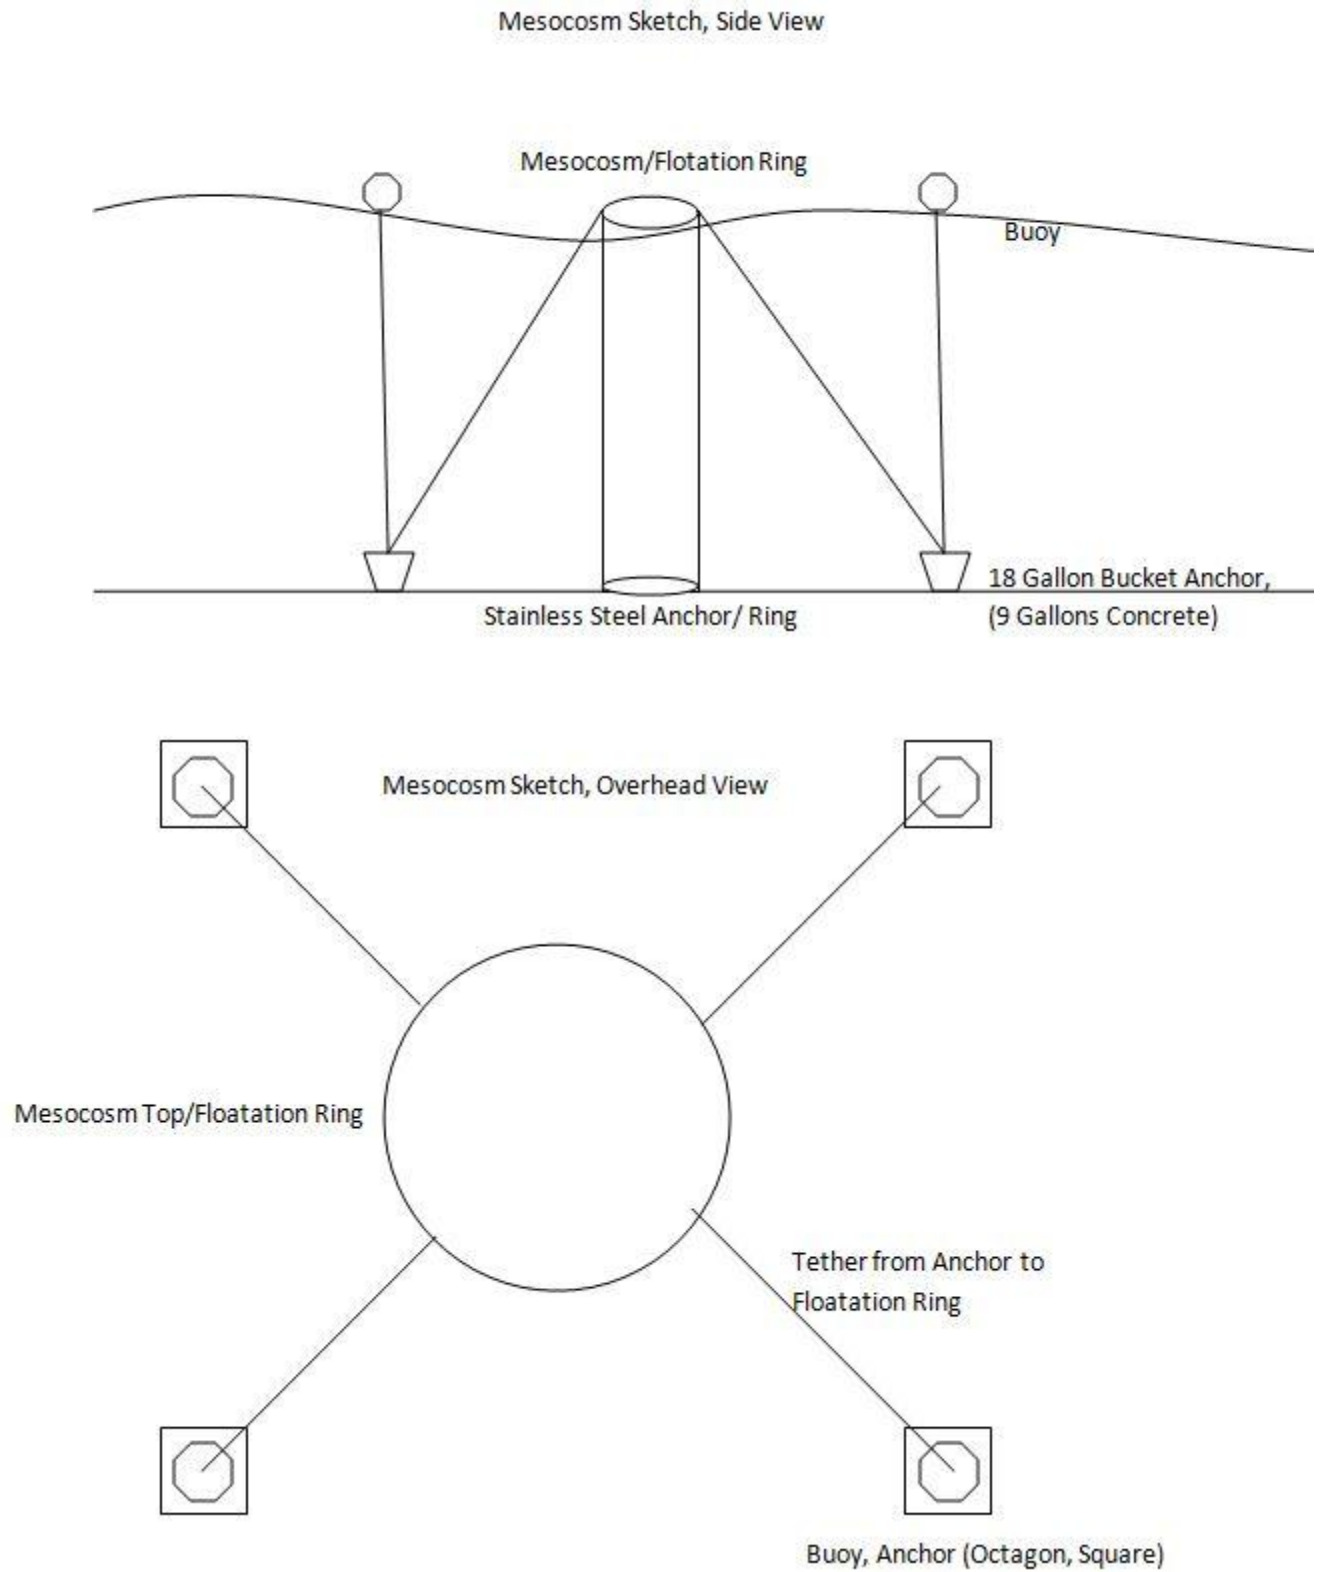 Mesocosm Sketch, Side View
Mesocosm/Flotation Ring
Buoy
18 Gallon Bucket Anchor,
(9 Gallons Concrete)
Stainless Steel Anchor/ Ring
Mesocosm Sketch, Overhead View
Mesocosm Top/Floatation Ring
Tether from Anchor to
Floatation Ring
Buoy, Anchor (Octagon, Square)